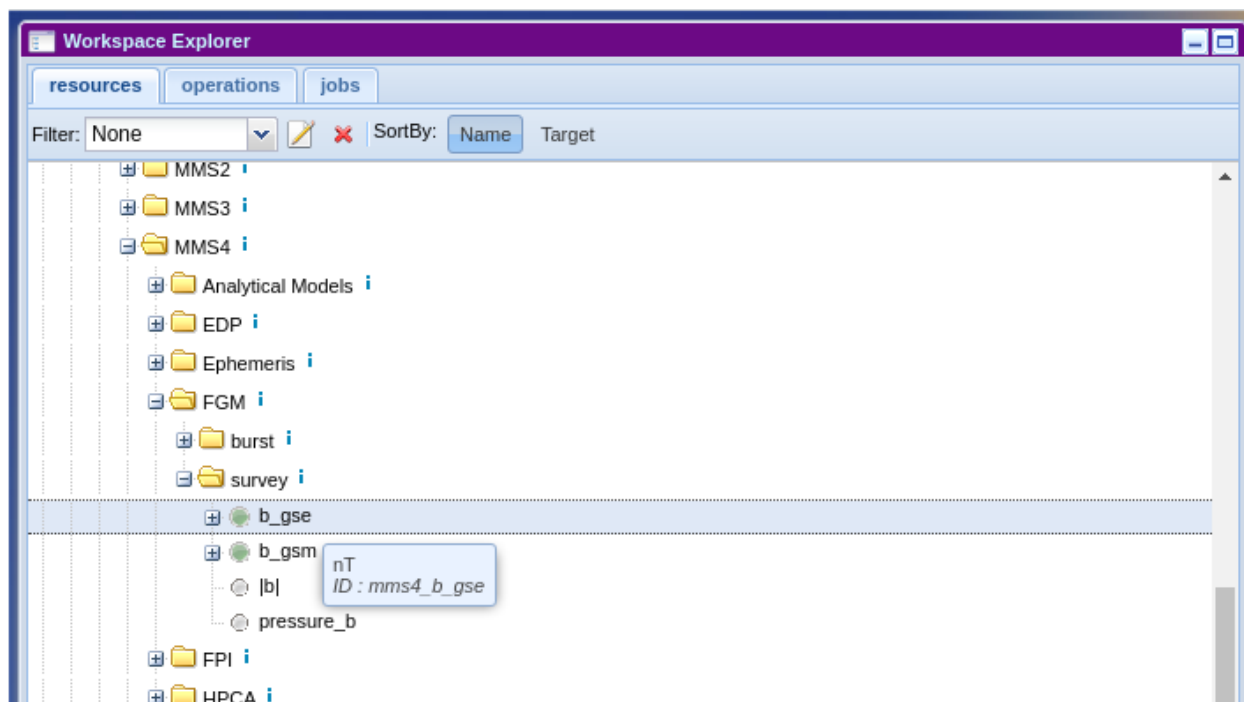 Workspace Explorer
resources operations jobs
Filter: None SortBy: Name Target
MMS2 i
MMS3 i
MMS4 i
Analytical Models i
EDP i
Ephemeris i
FGM i
burst i
survey i
b_gse
b_gsm
nT
ID : mms4_b_gse
|b|
pressure_b
FPI i
HPCA i